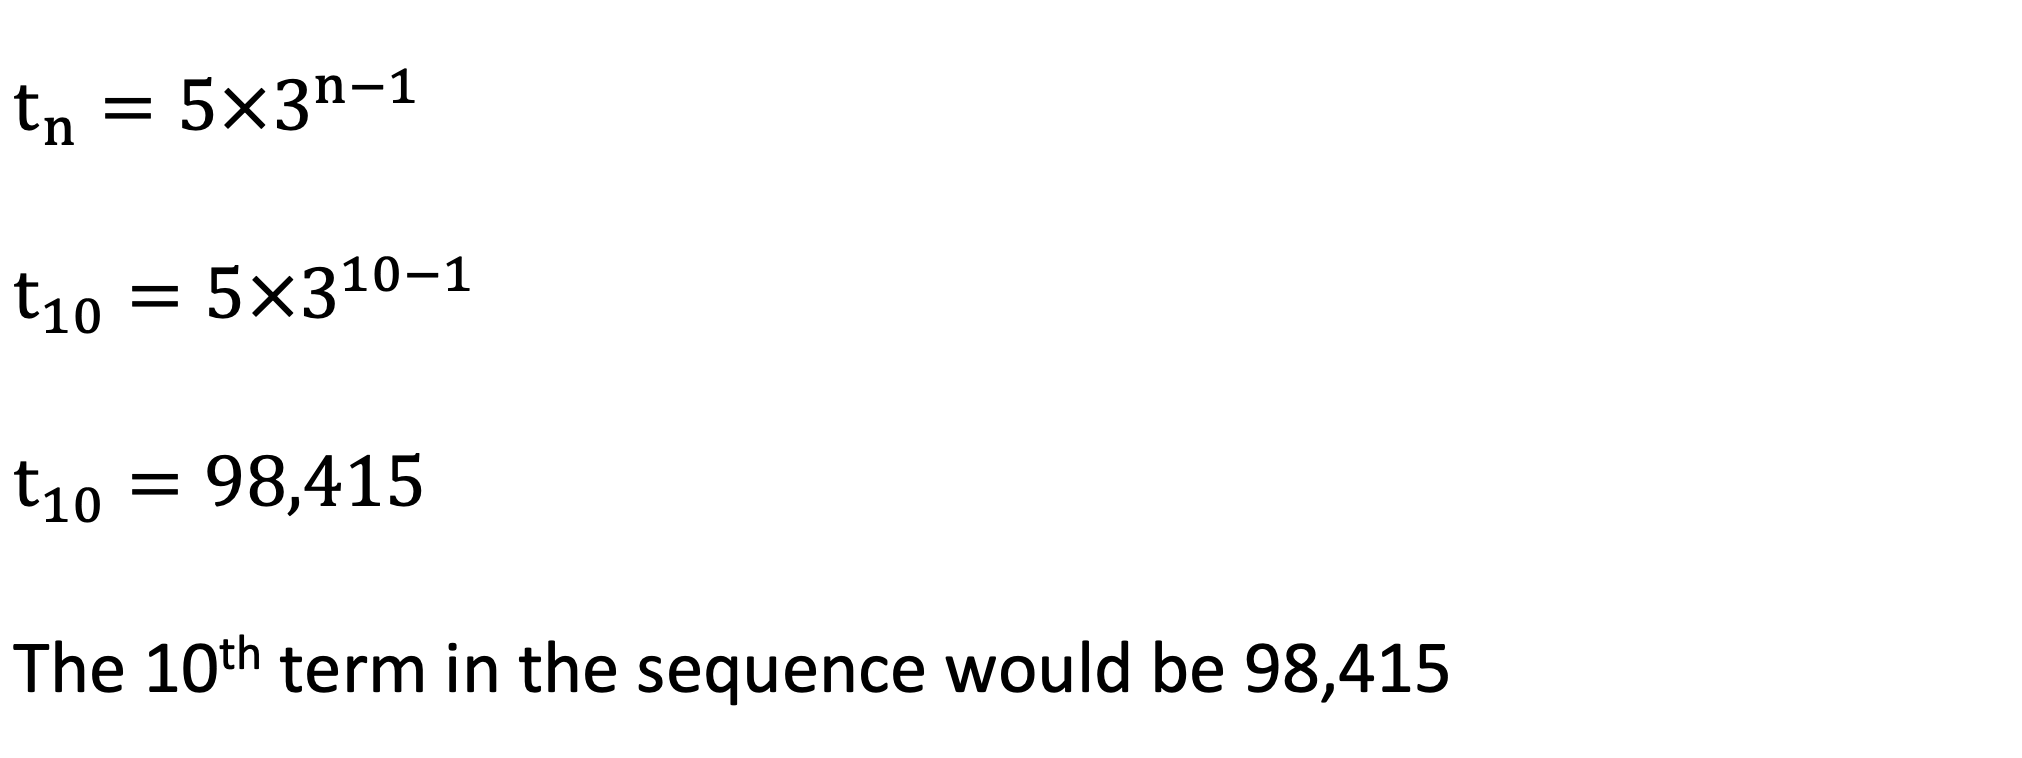 tₙ = 5×3ⁿ⁻¹
t₁₀ = 5×3¹⁰⁻¹
t₁₀ = 98,415
The 10ᵗʰ term in the sequence would be 98,415